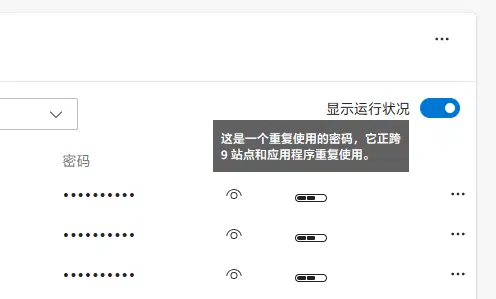 显示运行状况
这是一个重复使用的密码，它正跨
9 站点和应用程序重复使用。
密码